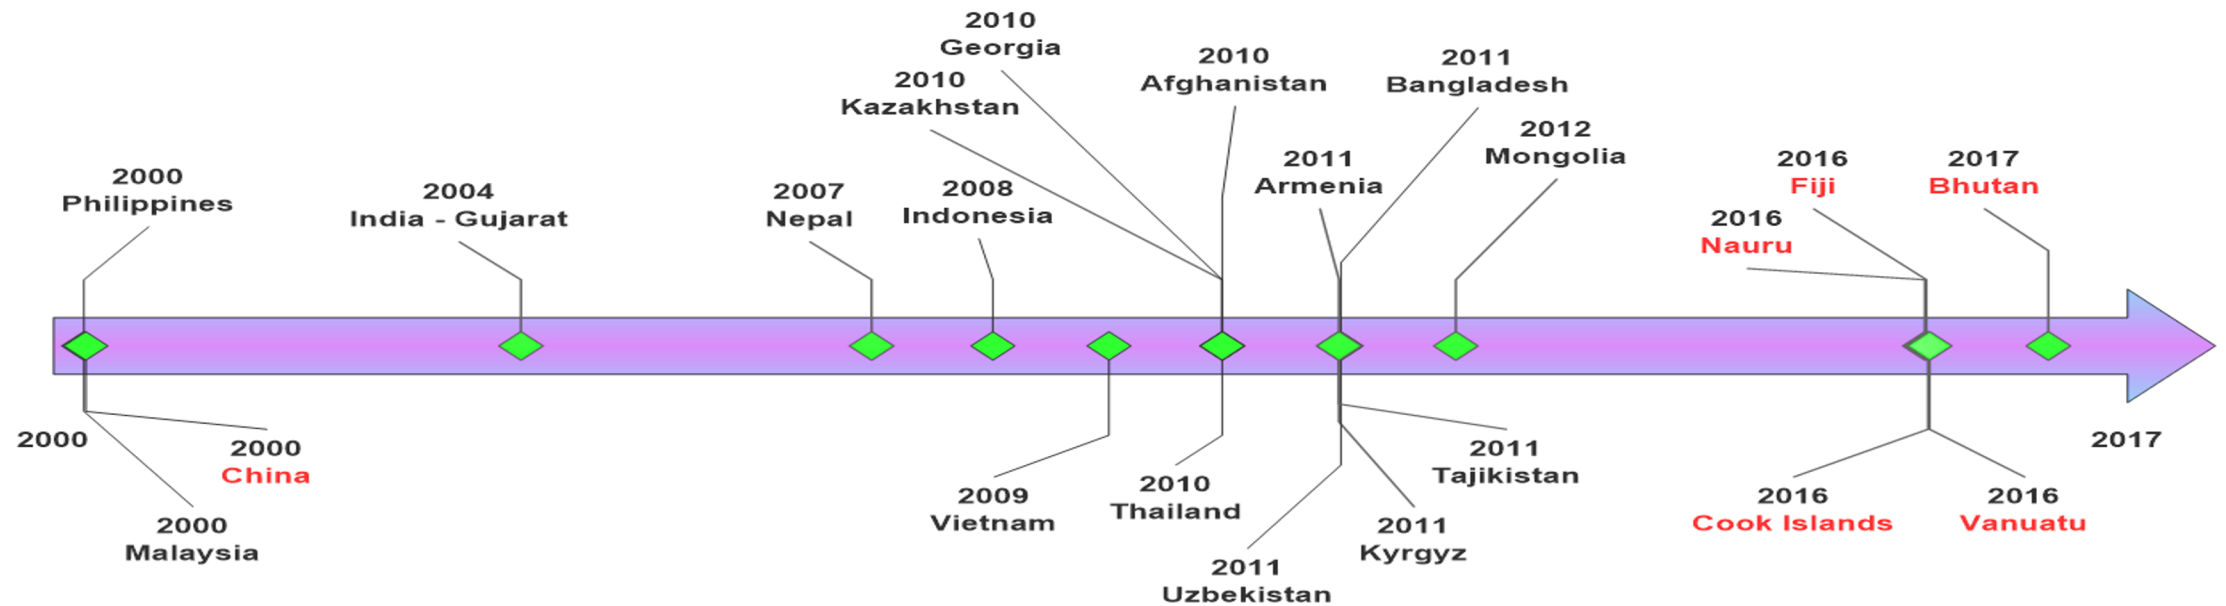 2010
Georgia
2010
Kazakhstan
2010
Afghanistan
2011
Bangladesh
2012
Mongolia
2000
Philippines
2004
India - Gujarat
2007
Nepal
2008
Indonesia
2011
Armenia
2016
Fiji
2017
Bhutan
2016
Nauru
2000
2000
China
2000
Malaysia
2009
Vietnam
2010
Thailand
2011
Uzbekistan
2011
Kyrgyz
2011
Tajikistan
2016
Cook Islands
2016
Vanuatu
2017